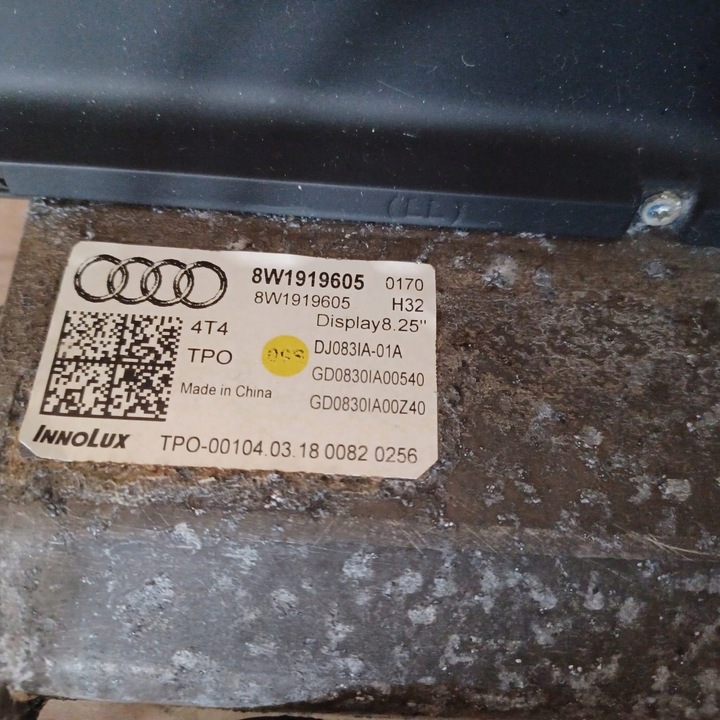 8W1919605 0170
8W1919605 H32
Display8.25"
4T4
DJ083IA-01A
TPO
GD0830IA00540
Made in China
GD0830IA00Z40
INNOLUX TPO-00104.03.18 0082 0256